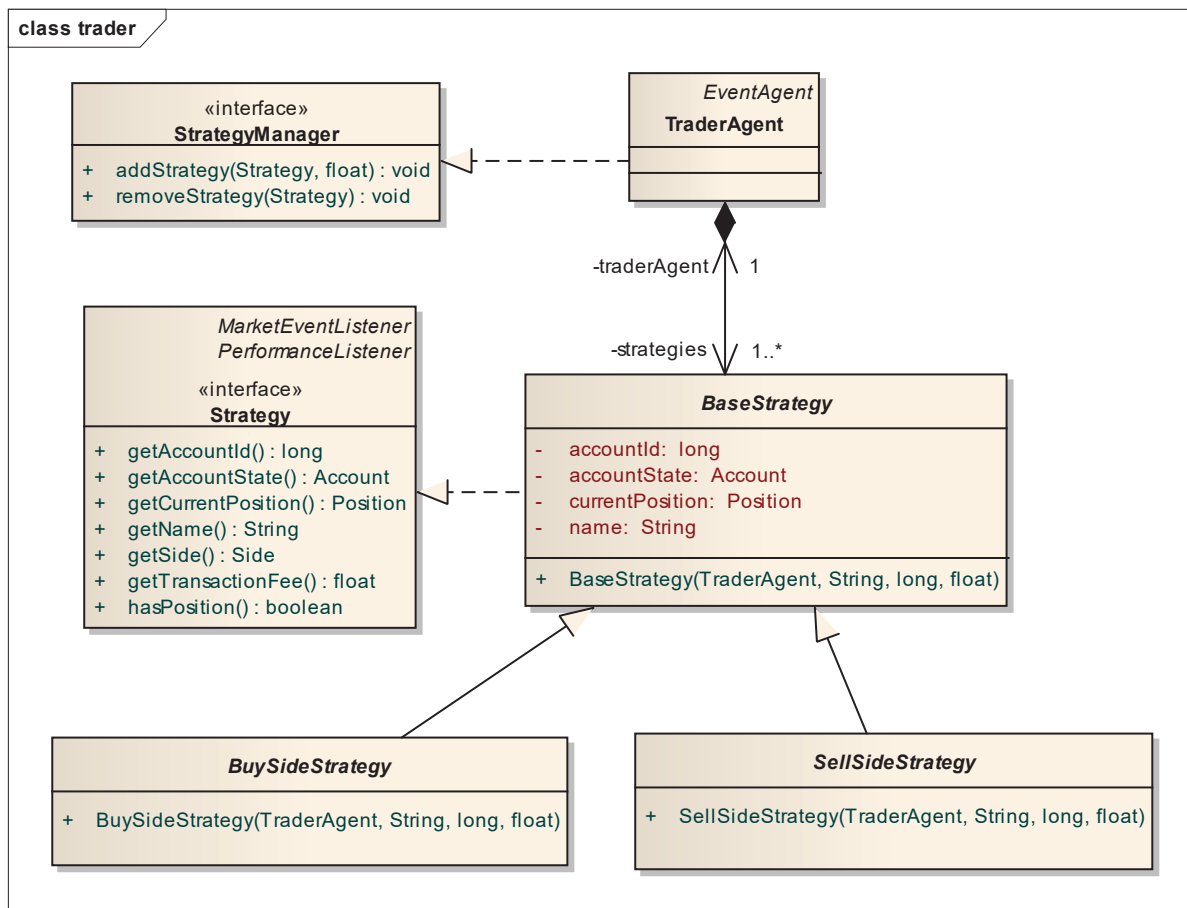 class trader
«interface»
StrategyManager
+ addStrategy(Strategy, float) : void
+ removeStrategy(Strategy) : void
EventAgent
TraderAgent
-traderAgent 1
-strategies 1..*
MarketEventListener
PerformanceListener
«interface»
Strategy
+ getAccountId() : long
+ getAccountState() : Account
+ getCurrentPosition() : Position
+ getName() : String
+ getSide() : Side
+ getTransactionFee() : float
+ hasPosition() : boolean
BaseStrategy
- accountId: long
- accountState: Account
- currentPosition: Position
- name: String
+ BaseStrategy(TraderAgent, String, long, float)
BuySideStrategy
+ BuySideStrategy(TraderAgent, String, long, float)
SellSideStrategy
+ SellSideStrategy(TraderAgent, String, long, float)